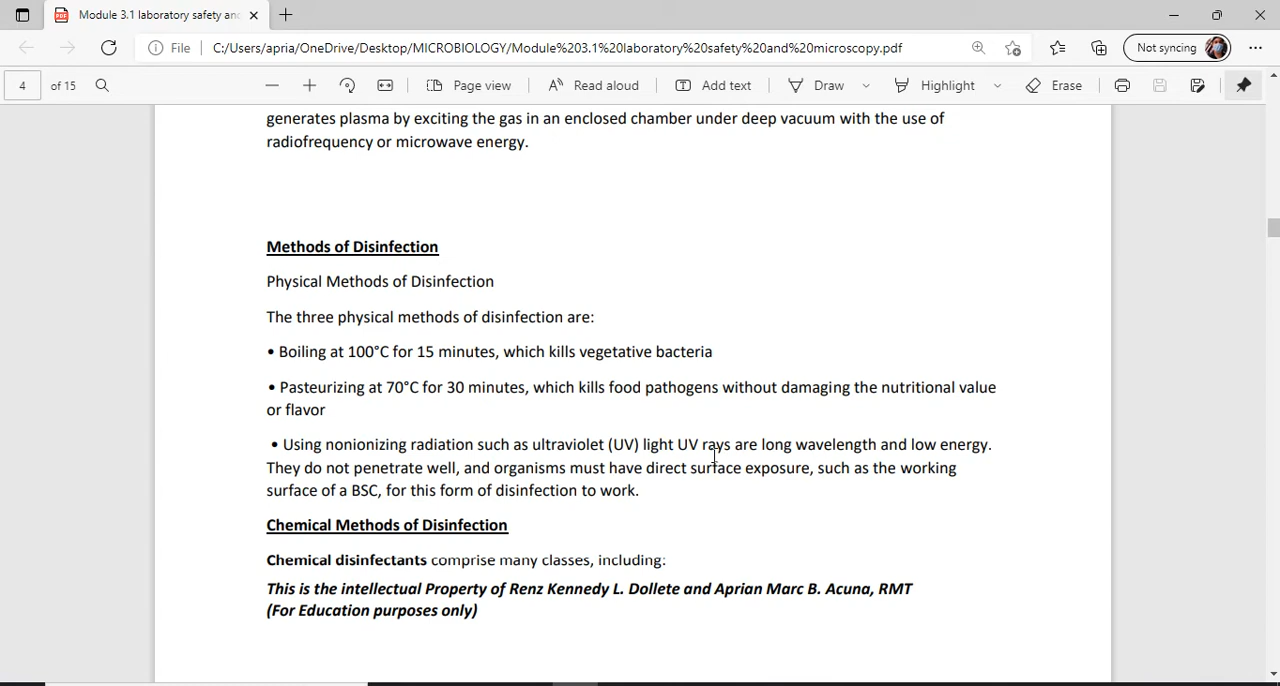 Module 3.1 laboratory safety and
File C:/Users/apria/OneDrive/Desktop/MICROBIOLOGY/Module%203.1%20laboratory%20safety%20and%20microscopy.pdf Not syncing
4 of 15 Page view Read aloud Add text Draw Highlight Erase
generates plasma by exciting the gas in an enclosed chamber under deep vacuum with the use of
radiofrequency or microwave energy.
Methods of Disinfection
Physical Methods of Disinfection
The three physical methods of disinfection are:
• Boiling at 100°C for 15 minutes, which kills vegetative bacteria
• Pasteurizing at 70°C for 30 minutes, which kills food pathogens without damaging the nutritional value
or flavor
• Using nonionizing radiation such as ultraviolet (UV) light UV rays are long wavelength and low energy.
They do not penetrate well, and organisms must have direct surface exposure, such as the working
surface of a BSC, for this form of disinfection to work.
Chemical Methods of Disinfection
Chemical disinfectants comprise many classes, including:
This is the intellectual Property of Renz Kennedy L. Dollete and Aprian Marc B. Acuna, RMT
(For Education purposes only)